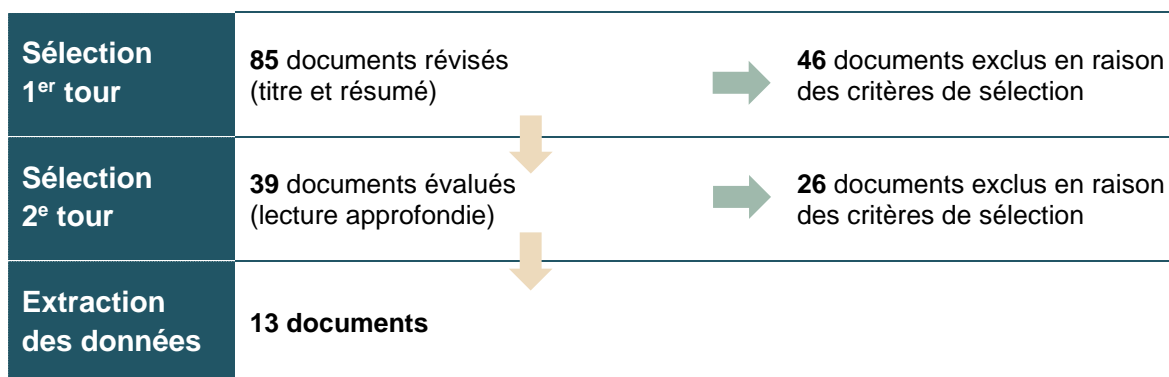 Sélection
1er tour
85 documents révisés
(titre et résumé)
46 documents exclus en raison
des critères de sélection
Sélection
2e tour
39 documents évalués
(lecture approfondie)
26 documents exclus en raison
des critères de sélection
Extraction
des données
13 documents